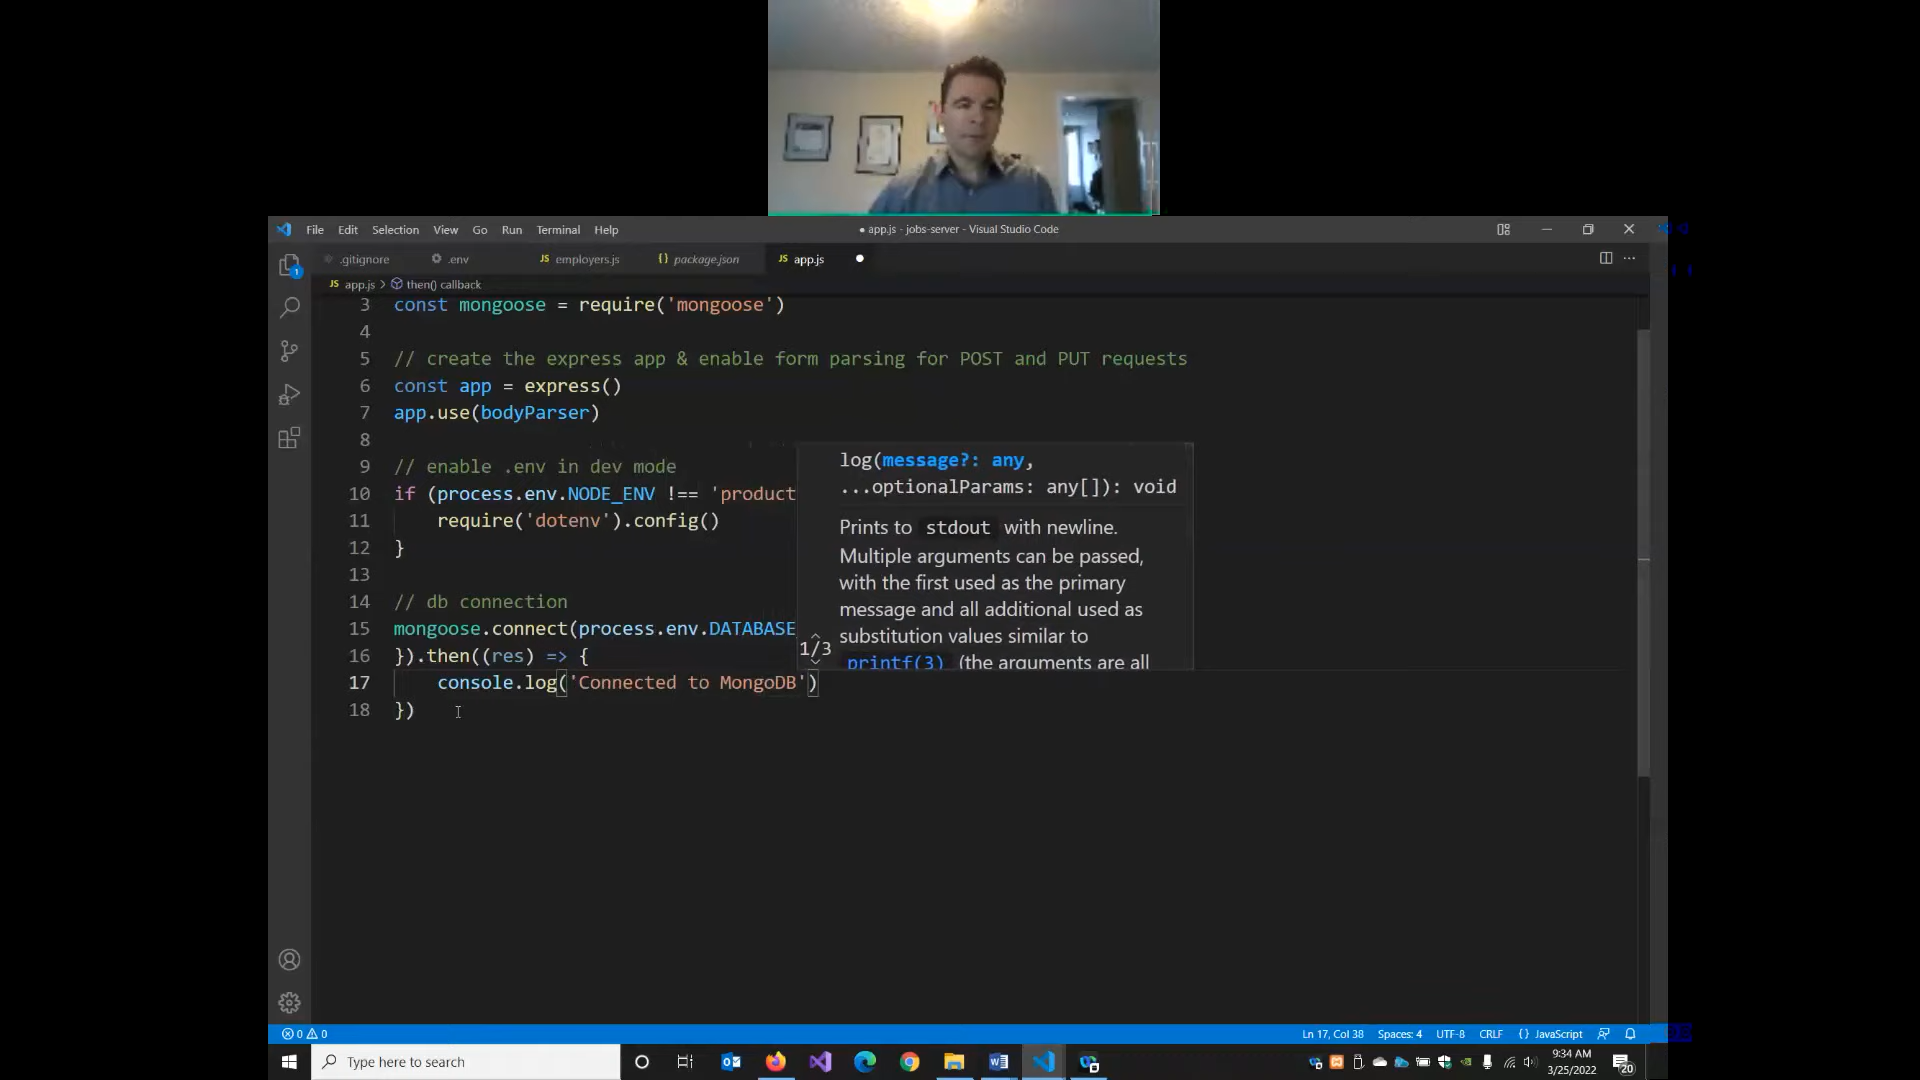 File Edit Selection View Go Run Terminal Help
● app.js - jobs-server - Visual Studio Code
.gitignore .env JS employers.js {} package.json JS app.js ●
JS app.js > then() callback
3 const mongoose = require('mongoose')
4
5 // create the express app & enable form parsing for POST and PUT requests
6 const app = express()
7 app.use(bodyParser)
8
9 // enable .env in dev mode
10 if (process.env.NODE_ENV !== 'product
11 require('dotenv').config()
12 }
13
14 // db connection
15 mongoose.connect(process.env.DATABASE
16 }).then((res) => {
17 console.log('Connected to MongoDB')
18 })
log(message?: any,
...optionalParams: any[]): void
Prints to stdout with newline.
Multiple arguments can be passed,
with the first used as the primary
message and all additional used as
substitution values similar to
1/3
printf(3) (the arguments are all
1
0 0
Ln 17, Col 38 Spaces: 4 UTF-8 CRLF {} JavaScript
Type here to search
9:34 AM
3/25/2022
20